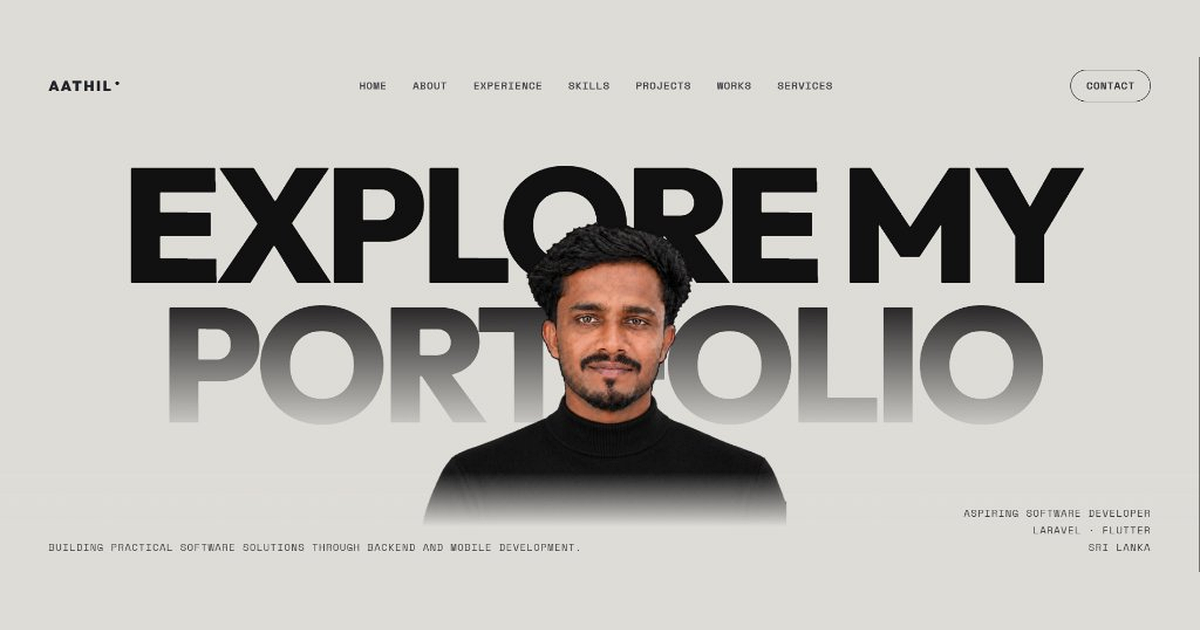 AATHIL
HOME ABOUT EXPERIENCE SKILLS PROJECTS WORKS SERVICES
CONTACT
EXPLORE MY
PORTFOLIO
BUILDING PRACTICAL SOFTWARE SOLUTIONS THROUGH BACKEND AND MOBILE DEVELOPMENT.
ASPIRING SOFTWARE DEVELOPER
LARAVEL · FLUTTER
SRI LANKA